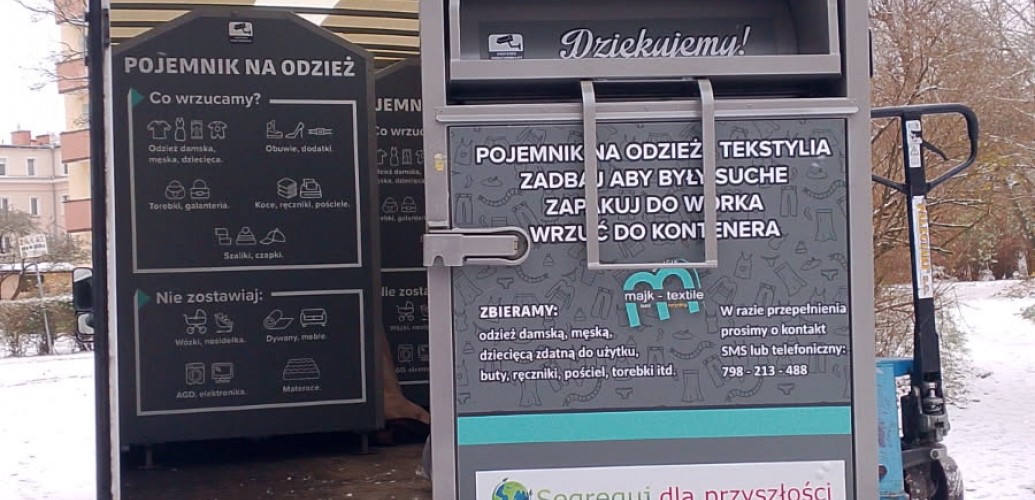 POJEMNIK NA ODZIEŻ
Co wrzucamy?
Odzież damska,
męska, dziecięca.
Obuwie, dodatki.
Torebki, galanteria.
Koce, ręczniki, pościele.
Szaliki, czapki.
Nie zostawiaj:
Wózki, nosidełka.
Dywany, meble.
AGD, elektronika.
Materace.
Dziękujemy!
POJEMNIK NA ODZIEŻ I TEKSTYLIA
ZADBAJ ABY BYŁY SUCHE
ZAPAKUJ DO WORKA
WRZUĆ DO KONTENERA
majk - textile
ZBIERAMY:
odzież damską, męską,
dziecięcą zdatną do użytku,
buty, ręczniki, pościel, torebki itd.
W razie przepełnienia
prosimy o kontakt
SMS lub telefoniczny:
798 - 213 - 488
Segreguj dla przyszłości